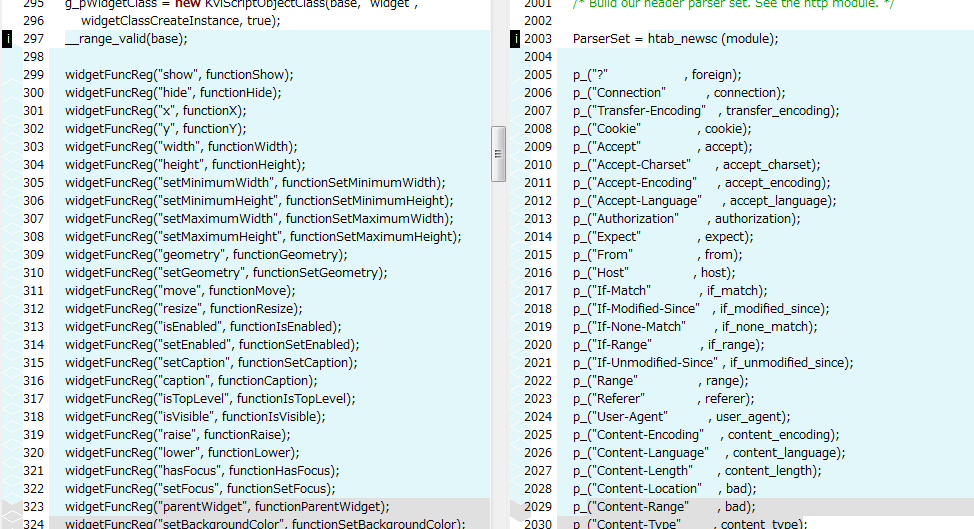 295 g_pWidgetClass = new KviScriptObjectClass(base, "widget",
296 widgetClassCreateInstance, true);
i 297 __range_valid(base);
298
299 widgetFuncReg("show", functionShow);
300 widgetFuncReg("hide", functionHide);
301 widgetFuncReg("x", functionX);
302 widgetFuncReg("y", functionY);
303 widgetFuncReg("width", functionWidth);
304 widgetFuncReg("height", functionHeight);
305 widgetFuncReg("setMinimumWidth", functionSetMinimumWidth);
306 widgetFuncReg("setMinimumHeight", functionSetMinimumHeight);
307 widgetFuncReg("setMaximumWidth", functionSetMaximumWidth);
308 widgetFuncReg("setMaximumHeight", functionSetMaximumHeight);
309 widgetFuncReg("geometry", functionGeometry);
310 widgetFuncReg("setGeometry", functionSetGeometry);
311 widgetFuncReg("move", functionMove);
312 widgetFuncReg("resize", functionResize);
313 widgetFuncReg("isEnabled", functionIsEnabled);
314 widgetFuncReg("setEnabled", functionSetEnabled);
315 widgetFuncReg("setCaption", functionSetCaption);
316 widgetFuncReg("caption", functionCaption);
317 widgetFuncReg("isTopLevel", functionIsTopLevel);
318 widgetFuncReg("isVisible", functionIsVisible);
319 widgetFuncReg("raise", functionRaise);
320 widgetFuncReg("lower", functionLower);
321 widgetFuncReg("hasFocus", functionHasFocus);
322 widgetFuncReg("setFocus", functionSetFocus);
323 widgetFuncReg("parentWidget", functionParentWidget);
324 widgetFuncReg("setBackgroundColor", functionSetBackgroundColor);
2001 /* Build our header parser set. See the http module. */
2002
i 2003 ParserSet = htab_newsc (module);
2004
2005 p_("?" , foreign);
2006 p_("Connection" , connection);
2007 p_("Transfer-Encoding" , transfer_encoding);
2008 p_("Cookie" , cookie);
2009 p_("Accept" , accept);
2010 p_("Accept-Charset" , accept_charset);
2011 p_("Accept-Encoding" , accept_encoding);
2012 p_("Accept-Language" , accept_language);
2013 p_("Authorization" , authorization);
2014 p_("Expect" , expect);
2015 p_("From" , from);
2016 p_("Host" , host);
2017 p_("If-Match" , if_match);
2018 p_("If-Modified-Since" , if_modified_since);
2019 p_("If-None-Match" , if_none_match);
2020 p_("If-Range" , if_range);
2021 p_("If-Unmodified-Since" , if_unmodified_since);
2022 p_("Range" , range);
2023 p_("Referer" , referer);
2024 p_("User-Agent" , user_agent);
2025 p_("Content-Encoding" , content_encoding);
2026 p_("Content-Language" , content_language);
2027 p_("Content-Length" , content_length);
2028 p_("Content-Location" , bad);
2029 p_("Content-Range" , bad);
2030 p_("Content-Type" , content_type);